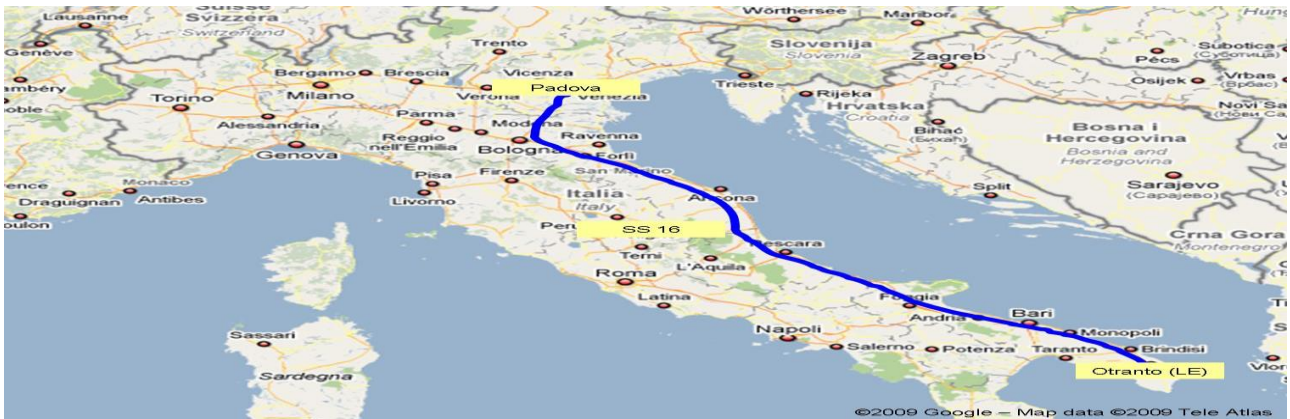 Suisse
Svizzera
Switzerland
Lausanne
Genève
Wörthersee
Maribor
Trento
Slovenija
Slovenia
Zagreb
Pécs
Subotica
(Суботица)
Bergamo
Brescia
Vicenza
Trieste
Rijeka
Osijek
Vrbas
Torino
Milano
Verona
Padova
Venezia
Hrvatska
Croatia
Alessandria
Parma
Modena
Ravenna
Bihać
Bosna i
Hercegovina
Bosnia and
Herzegovina
Reggio
nell'Emilia
Bologna
Genova
Forlì
San Marino
Monaco
Pisa
Firenze
Italia
Italy
Ancona
Split
Sarajevo
(Сарајево)
Draguignan
Antibes
Livorno
SS 16
Crna Gora
Montenegro
Terni
L'Aquila
Pescara
Roma
Latina
Foggia
Andria
Bari
Monopoli
Sassari
Napoli
Salerno
Potenza
Taranto
Brindisi
Sardegna
Otranto (LE)
©2009 Google – Map data ©2009 Tele Atlas